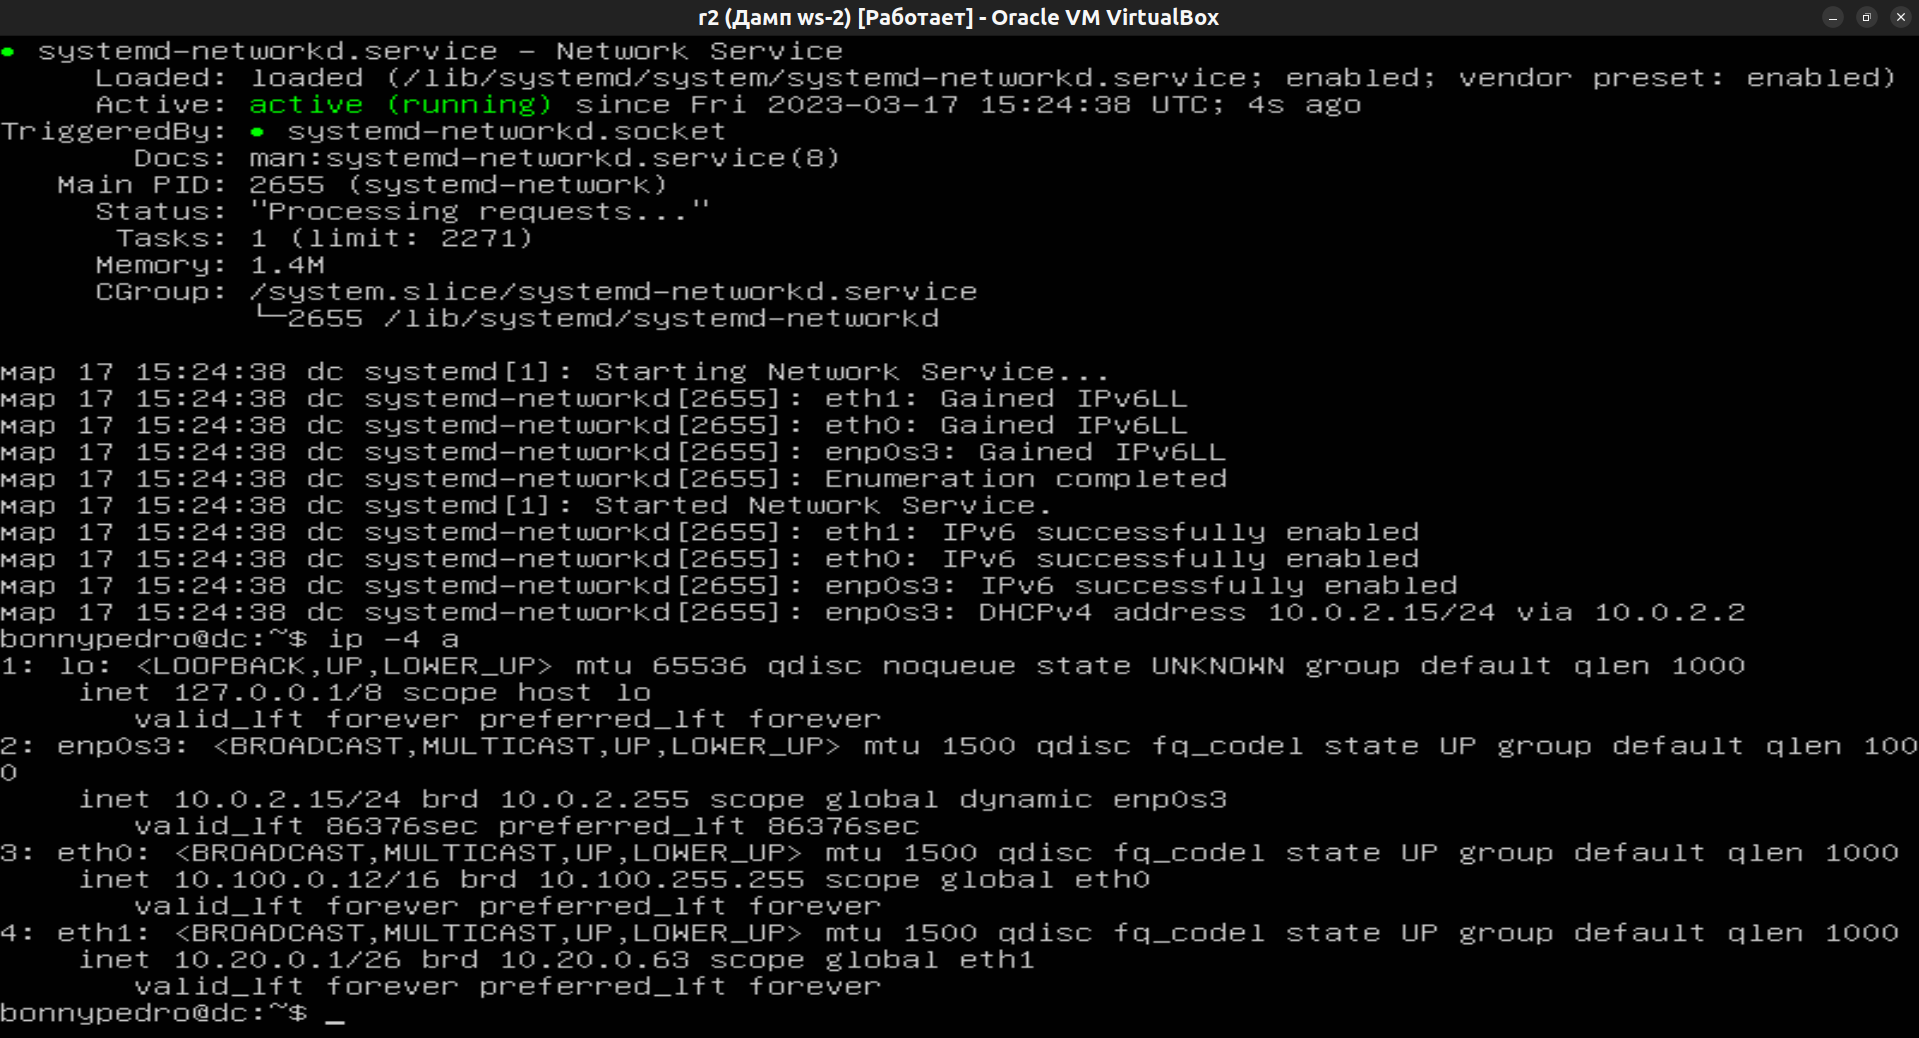 r2 (Дамп ws-2) [Работает] - Oracle VM VirtualBox
● systemd-networkd.service - Network Service
Loaded: loaded (/lib/systemd/system/systemd-networkd.service; enabled; vendor preset: enabled)
Active: active (running) since Fri 2023-03-17 15:24:38 UTC; 4s ago
TriggeredBy: ● systemd-networkd.socket
Docs: man:systemd-networkd.service(8)
Main PID: 2655 (systemd-network)
Status: "Processing requests..."
Tasks: 1 (limit: 2271)
Memory: 1.4M
CGroup: /system.slice/systemd-networkd.service
└─2655 /lib/systemd/systemd-networkd
мар 17 15:24:38 dc systemd[1]: Starting Network Service...
мар 17 15:24:38 dc systemd-networkd[2655]: eth1: Gained IPv6LL
мар 17 15:24:38 dc systemd-networkd[2655]: eth0: Gained IPv6LL
мар 17 15:24:38 dc systemd-networkd[2655]: enp0s3: Gained IPv6LL
мар 17 15:24:38 dc systemd-networkd[2655]: Enumeration completed
мар 17 15:24:38 dc systemd[1]: Started Network Service.
мар 17 15:24:38 dc systemd-networkd[2655]: eth1: IPv6 successfully enabled
мар 17 15:24:38 dc systemd-networkd[2655]: eth0: IPv6 successfully enabled
мар 17 15:24:38 dc systemd-networkd[2655]: enp0s3: IPv6 successfully enabled
мар 17 15:24:38 dc systemd-networkd[2655]: enp0s3: DHCPv4 address 10.0.2.15/24 via 10.0.2.2
bonnypedro@dc:~$ ip -4 a
1: lo: <LOOPBACK,UP,LOWER_UP> mtu 65536 qdisc noqueue state UNKNOWN group default qlen 1000
inet 127.0.0.1/8 scope host lo
valid_lft forever preferred_lft forever
2: enp0s3: <BROADCAST,MULTICAST,UP,LOWER_UP> mtu 1500 qdisc fq_codel state UP group default qlen 100
0
inet 10.0.2.15/24 brd 10.0.2.255 scope global dynamic enp0s3
valid_lft 86376sec preferred_lft 86376sec
3: eth0: <BROADCAST,MULTICAST,UP,LOWER_UP> mtu 1500 qdisc fq_codel state UP group default qlen 1000
inet 10.100.0.12/16 brd 10.100.255.255 scope global eth0
valid_lft forever preferred_lft forever
4: eth1: <BROADCAST,MULTICAST,UP,LOWER_UP> mtu 1500 qdisc fq_codel state UP group default qlen 1000
inet 10.20.0.1/26 brd 10.20.0.63 scope global eth1
valid_lft forever preferred_lft forever
bonnypedro@dc:~$ _